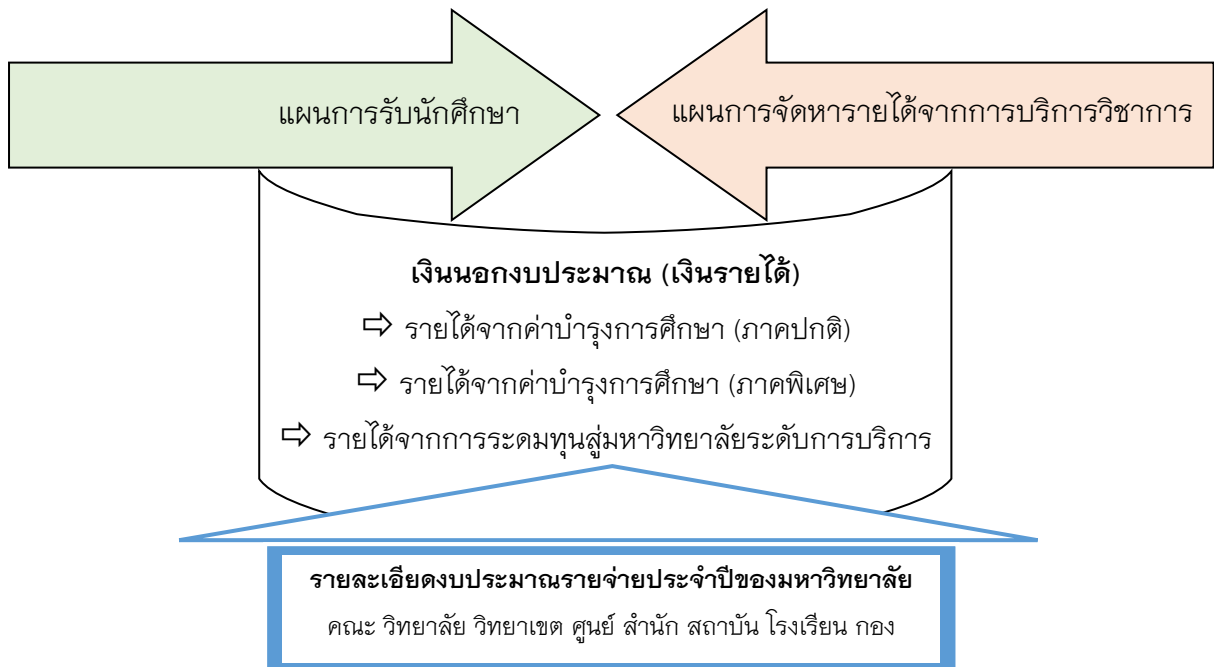 แผนการรับนักศึกษา
แผนการจัดหารายได้จากการบริการวิชาการ
เงินนอกงบประมาณ (เงินรายได้)
รายได้จากค่าบำรุงการศึกษา (ภาคปกติ)
รายได้จากค่าบำรุงการศึกษา (ภาคพิเศษ)
รายได้จากการระดมทุนสู่มหาวิทยาลัยระดับการบริการ
รายละเอียดงบประมาณรายจ่ายประจำปีของมหาวิทยาลัย
คณะ วิทยาลัย วิทยาเขต ศูนย์ สำนัก สถาบัน โรงเรียน กอง